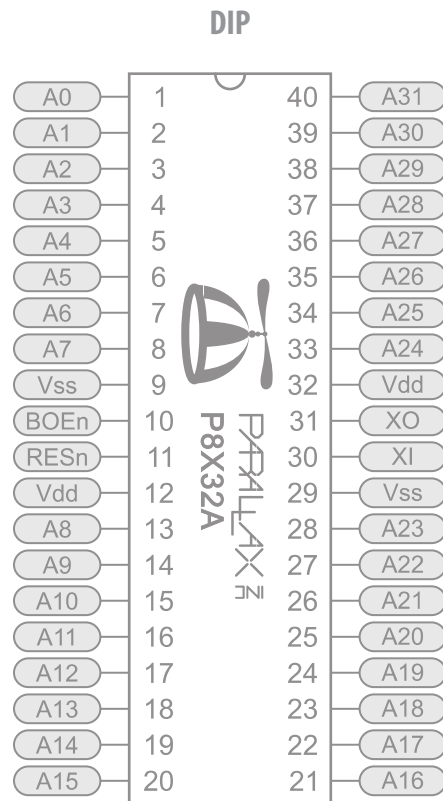 DIP
A0 1 40 A31
A1 2 39 A30
A2 3 38 A29
A3 4 37 A28
A4 5 36 A27
A5 6 35 A26
A6 7 34 A25
A7 8 33 A24
Vss 9 32 Vdd
BOEn 10 31 XO
RESn 11 30 XI
Vdd 12 29 Vss
A8 13 28 A23
A9 14 27 A22
A10 15 26 A21
A11 16 25 A20
A12 17 24 A19
A13 18 23 A18
A14 19 22 A17
A15 20 21 A16
PARALLAX
P8X32A